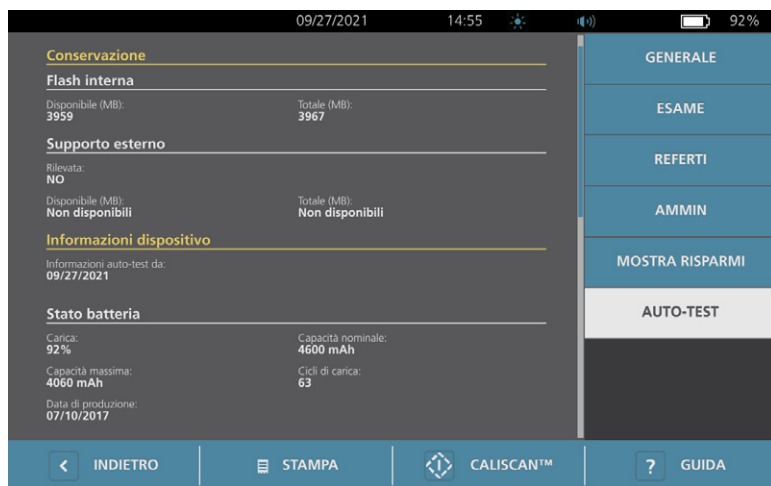 09/27/2021 14:55 92%
Conservazione
Flash interna
Disponibile (MB): Totale (MB):
3959 3967
Supporto esterno
Rilevata:
NO
Disponibile (MB): Totale (MB):
Non disponibili Non disponibili
Informazioni dispositivo
Informazioni auto-test da:
09/27/2021
Stato batteria
Carica: Capacità nominale:
92% 4600 mAh
Capacità massima: Cicli di carica:
4060 mAh 63
Data di produzione:
07/10/2017
GENERALE
ESAME
REFERTI
AMMIN
MOSTRA RISPARMI
AUTO-TEST
INDIETRO STAMPA CALISCAN™ ? GUIDA